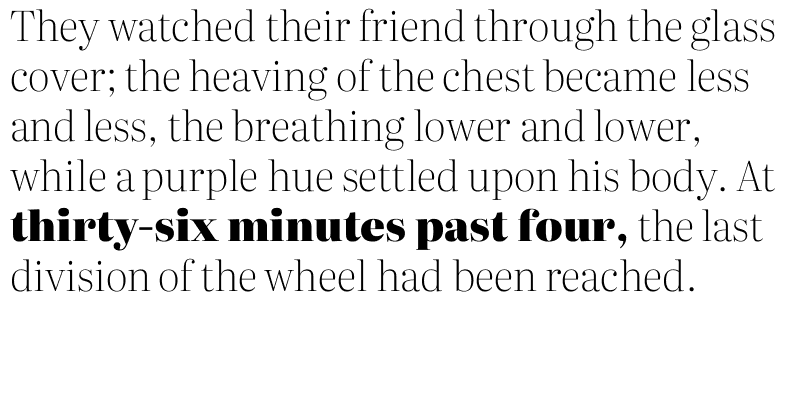 They watched their friend through the glass
cover; the heaving of the chest became less
and less, the breathing lower and lower,
while a purple hue settled upon his body. At
thirty-six minutes past four, the last
division of the wheel had been reached.